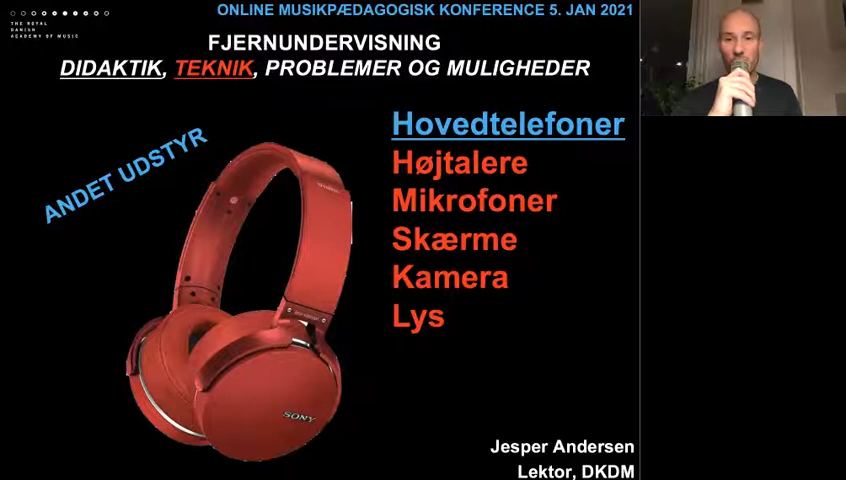 ONLINE MUSIKPÆDAGOGISK KONFERENCE 5. JAN 2021
THE ROYAL
DANISH
ACADEMY OF MUSIC
FJERNUNDERVISNING
DIDAKTIK, TEKNIK, PROBLEMER OG MULIGHEDER
ANDET UDSTYR
Hovedtelefoner
Højtalere
Mikrofoner
Skærme
Kamera
Lys
SONY
Jesper Andersen
Lektor, DKDM